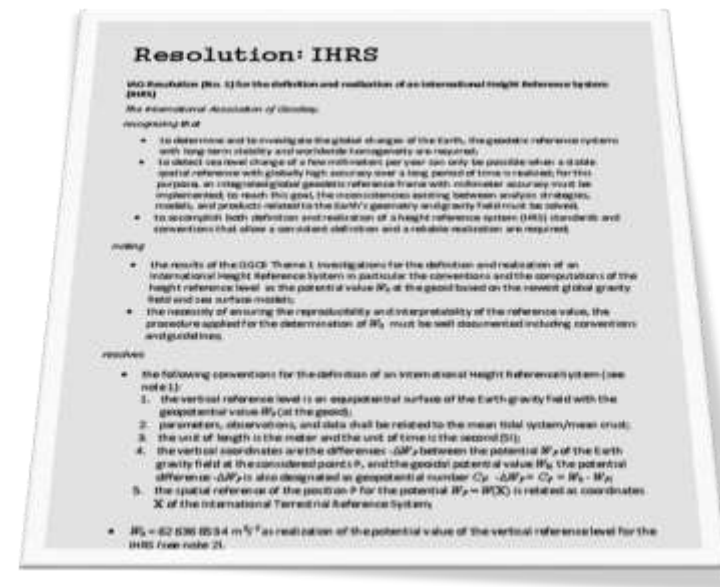 Resolution: IHRS
IAG Resolution (No. 1) for the definition and realization of an International Height Reference System
(IHRS)
The International Association of Geodesy,
recognizing that
• to determine and to investigate the global changes of the Earth, the geodetic reference systems
with long-term stability and worldwide homogeneity are required;
• to detect sea level change of a few millimeters per year can only be possible when a stable
spatial reference with globally high accuracy over a long period of time is realized; for this
purpose, an integrated global geodetic reference frame with millimeter accuracy must be
implemented; to reach this goal, the inconsistencies existing between analysis strategies,
models, and products related to the Earth's geometry and gravity field must be solved;
• to accomplish both definition and realization of a height reference system (HRS) standards and
conventions that allow a consistent definition and a reliable realization are required,
noting
• the results of the GGOS Theme 1 investigations for the definition and realization of an
International Height Reference System in particular the conventions and the computations of the
height reference level as the potential value W₀ at the geoid based on the newest global gravity
field and sea surface models;
• the necessity of ensuring the reproducibility and interpretability of the reference value, the
procedure applied for the determination of W₀ must be well documented including conventions
and guidelines,
resolves
• the following conventions for the definition of an International Height Reference System (see
note 1):
1. the vertical reference level is an equipotential surface of the Earth gravity field with the
geopotential value W₀ (at the geoid);
2. parameters, observations, and data shall be related to the mean tidal system/mean crust;
3. the unit of length is the meter and the unit of time is the second (SI);
4. the vertical coordinates are the differences -ΔWₚ between the potential Wₚ of the Earth
gravity field at the considered points P, and the geoidal potential value W₀; the potential
difference -ΔWₚ is also designated as geopotential number Cₚ: -ΔWₚ = Cₚ = W₀ - Wₚ;
5. the spatial reference of the position P for the potential Wₚ = W(X) is related as coordinates
X of the International Terrestrial Reference System;
• W₀ = 62 636 853.4 m²s⁻² as realization of the potential value of the vertical reference level for the
IHRS (see note 2).